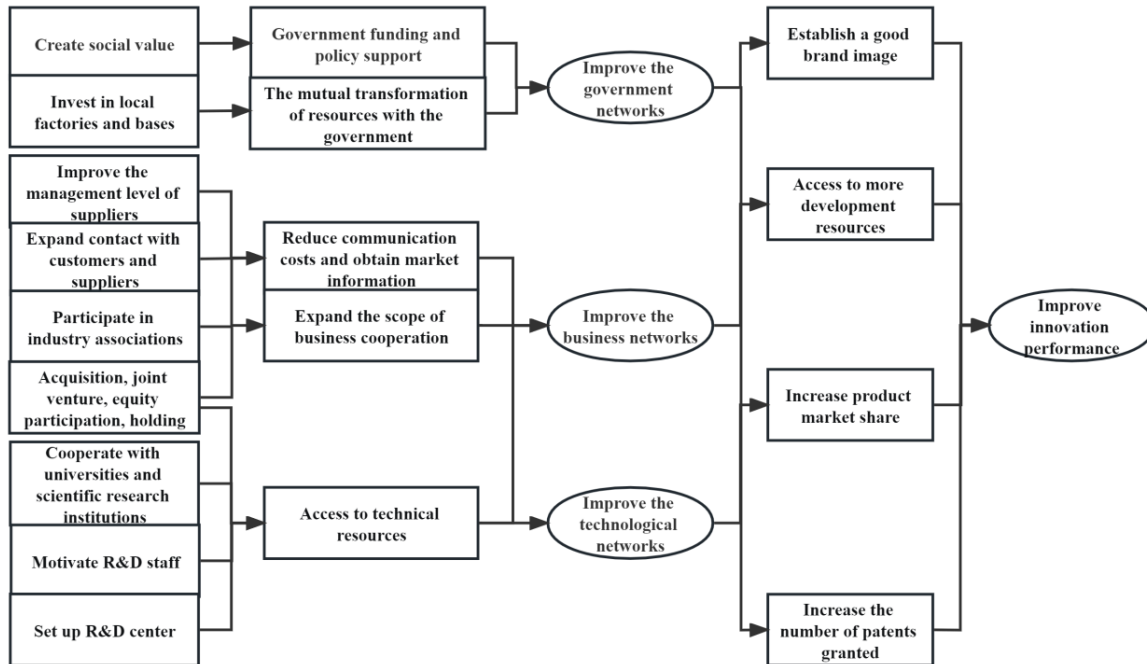 Create social value
Invest in local
factories and bases
Improve the
management level of
suppliers
Expand contact with
customers and
suppliers
Participate in
industry associations
Acquisition, joint
venture, equity
participation, holding
Cooperate with
universities and
scientific research
institutions
Motivate R&D staff
Set up R&D center
Government funding and
policy support
The mutual transformation
of resources with the
government
Reduce communication
costs and obtain market
information
Expand the scope of
business cooperation
Access to technical
resources
Improve the
government
networks
Improve the
business networks
Improve the
technological
networks
Establish a good
brand image
Access to more
development
resources
Increase product
market share
Increase the
number of patents
granted
Improve
innovation
performance